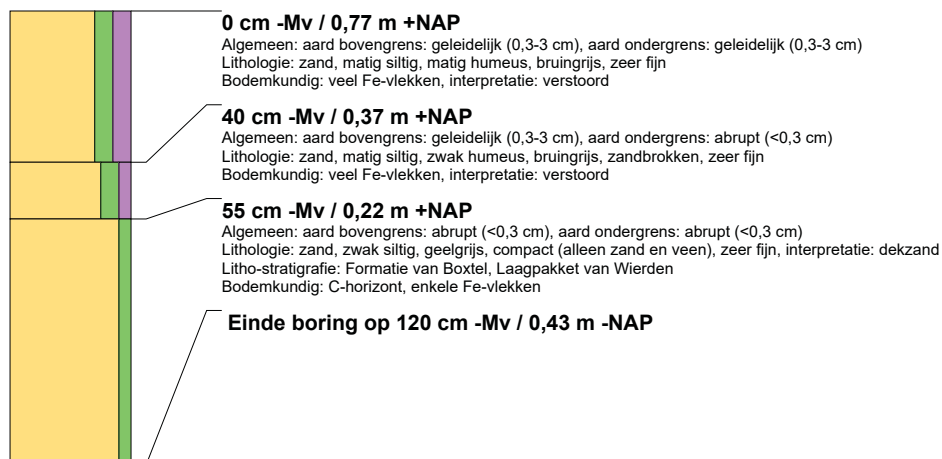 0 cm -Mv / 0,77 m +NAP
Algemeen: aard bovengrens: geleidelijk (0,3-3 cm), aard ondergrens: geleidelijk (0,3-3 cm)
Lithologie: zand, matig siltig, matig humeus, bruingrijs, zeer fijn
Bodemkundig: veel Fe-vlekken, interpretatie: verstoord
40 cm -Mv / 0,37 m +NAP
Algemeen: aard bovengrens: geleidelijk (0,3-3 cm), aard ondergrens: abrupt (<0,3 cm)
Lithologie: zand, matig siltig, zwak humeus, bruingrijs, zandbrokken, zeer fijn
Bodemkundig: veel Fe-vlekken, interpretatie: verstoord
55 cm -Mv / 0,22 m +NAP
Algemeen: aard bovengrens: abrupt (<0,3 cm), aard ondergrens: abrupt (<0,3 cm)
Lithologie: zand, zwak siltig, geelgrijs, compact (alleen zand en veen), zeer fijn, interpretatie: dekzand
Litho-stratigrafie: Formatie van Boxtel, Laagpakket van Wierden
Bodemkundig: C-horizont, enkele Fe-vlekken
Einde boring op 120 cm -Mv / 0,43 m -NAP